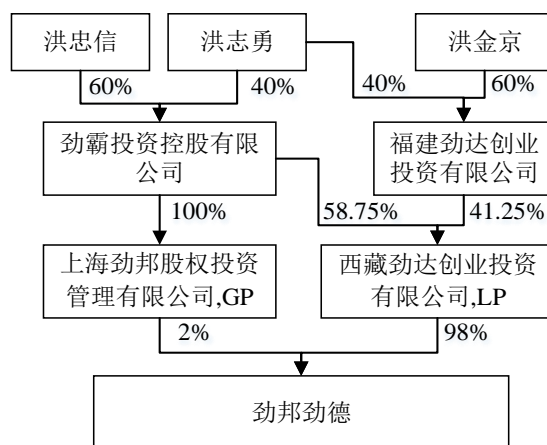 洪忠信
洪志勇
洪金京
60%
40%
40%
60%
劲霸投资控股有限
公司
福建劲达创业
投资有限公司
100%
58.75%
41.25%
上海劲邦股权投资
管理有限公司,GP
西藏劲达创业投资
有限公司,LP
2%
98%
劲邦劲德